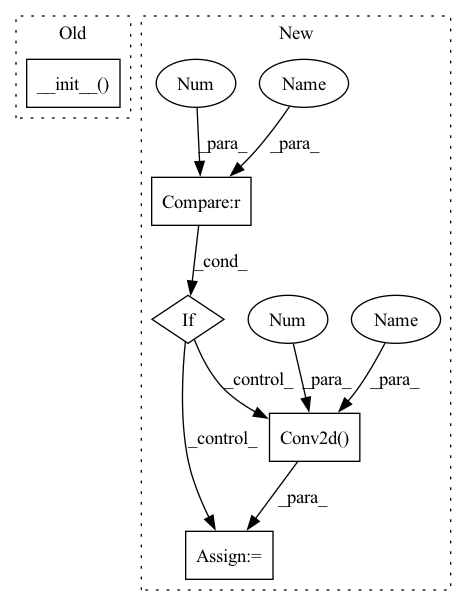 Old
New
__init__()
Num
Name
_para_
_para_
Compare:r
_cond_
If
Num
Name
_control_
_para_
_para_
_control_
Conv2d()
_para_
Assign:=